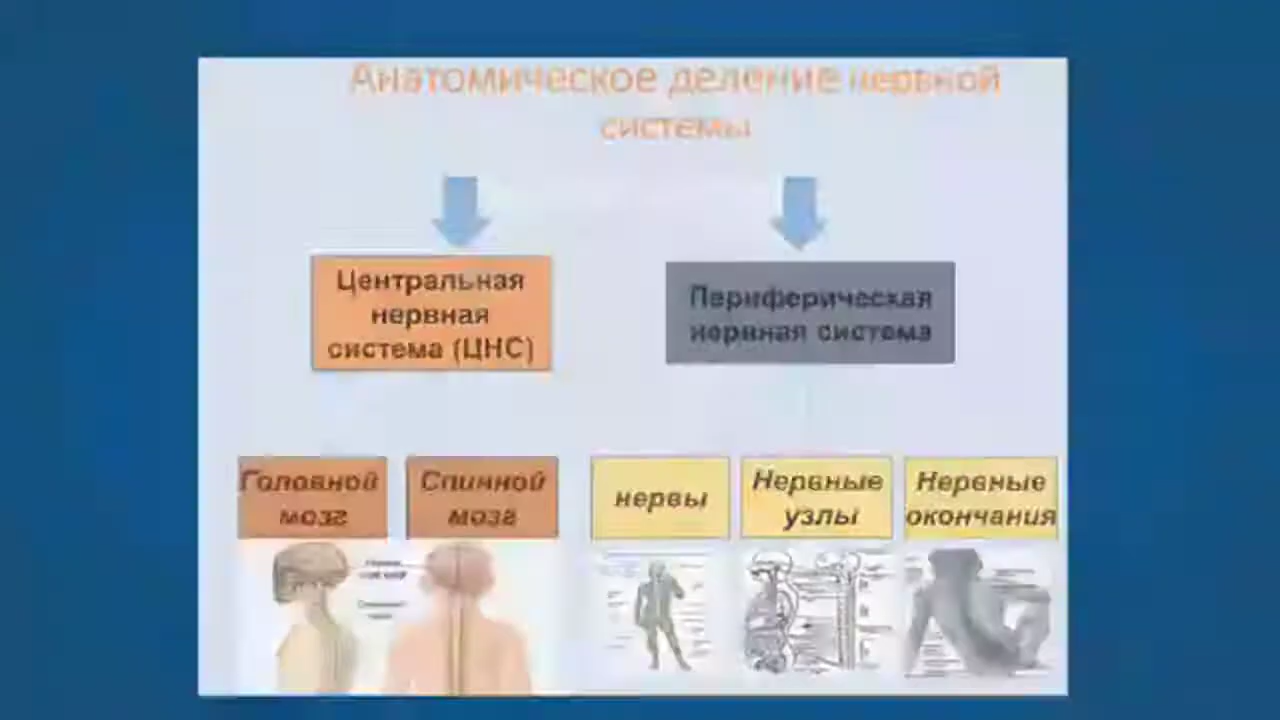 Анатомическое деление нервной
системы
Центральная
нервная
система (ЦНС)
Периферическая
нервная система
Головной
мозг
Спинной
мозг
нервы
Нервные
узлы
Нервные
окончания